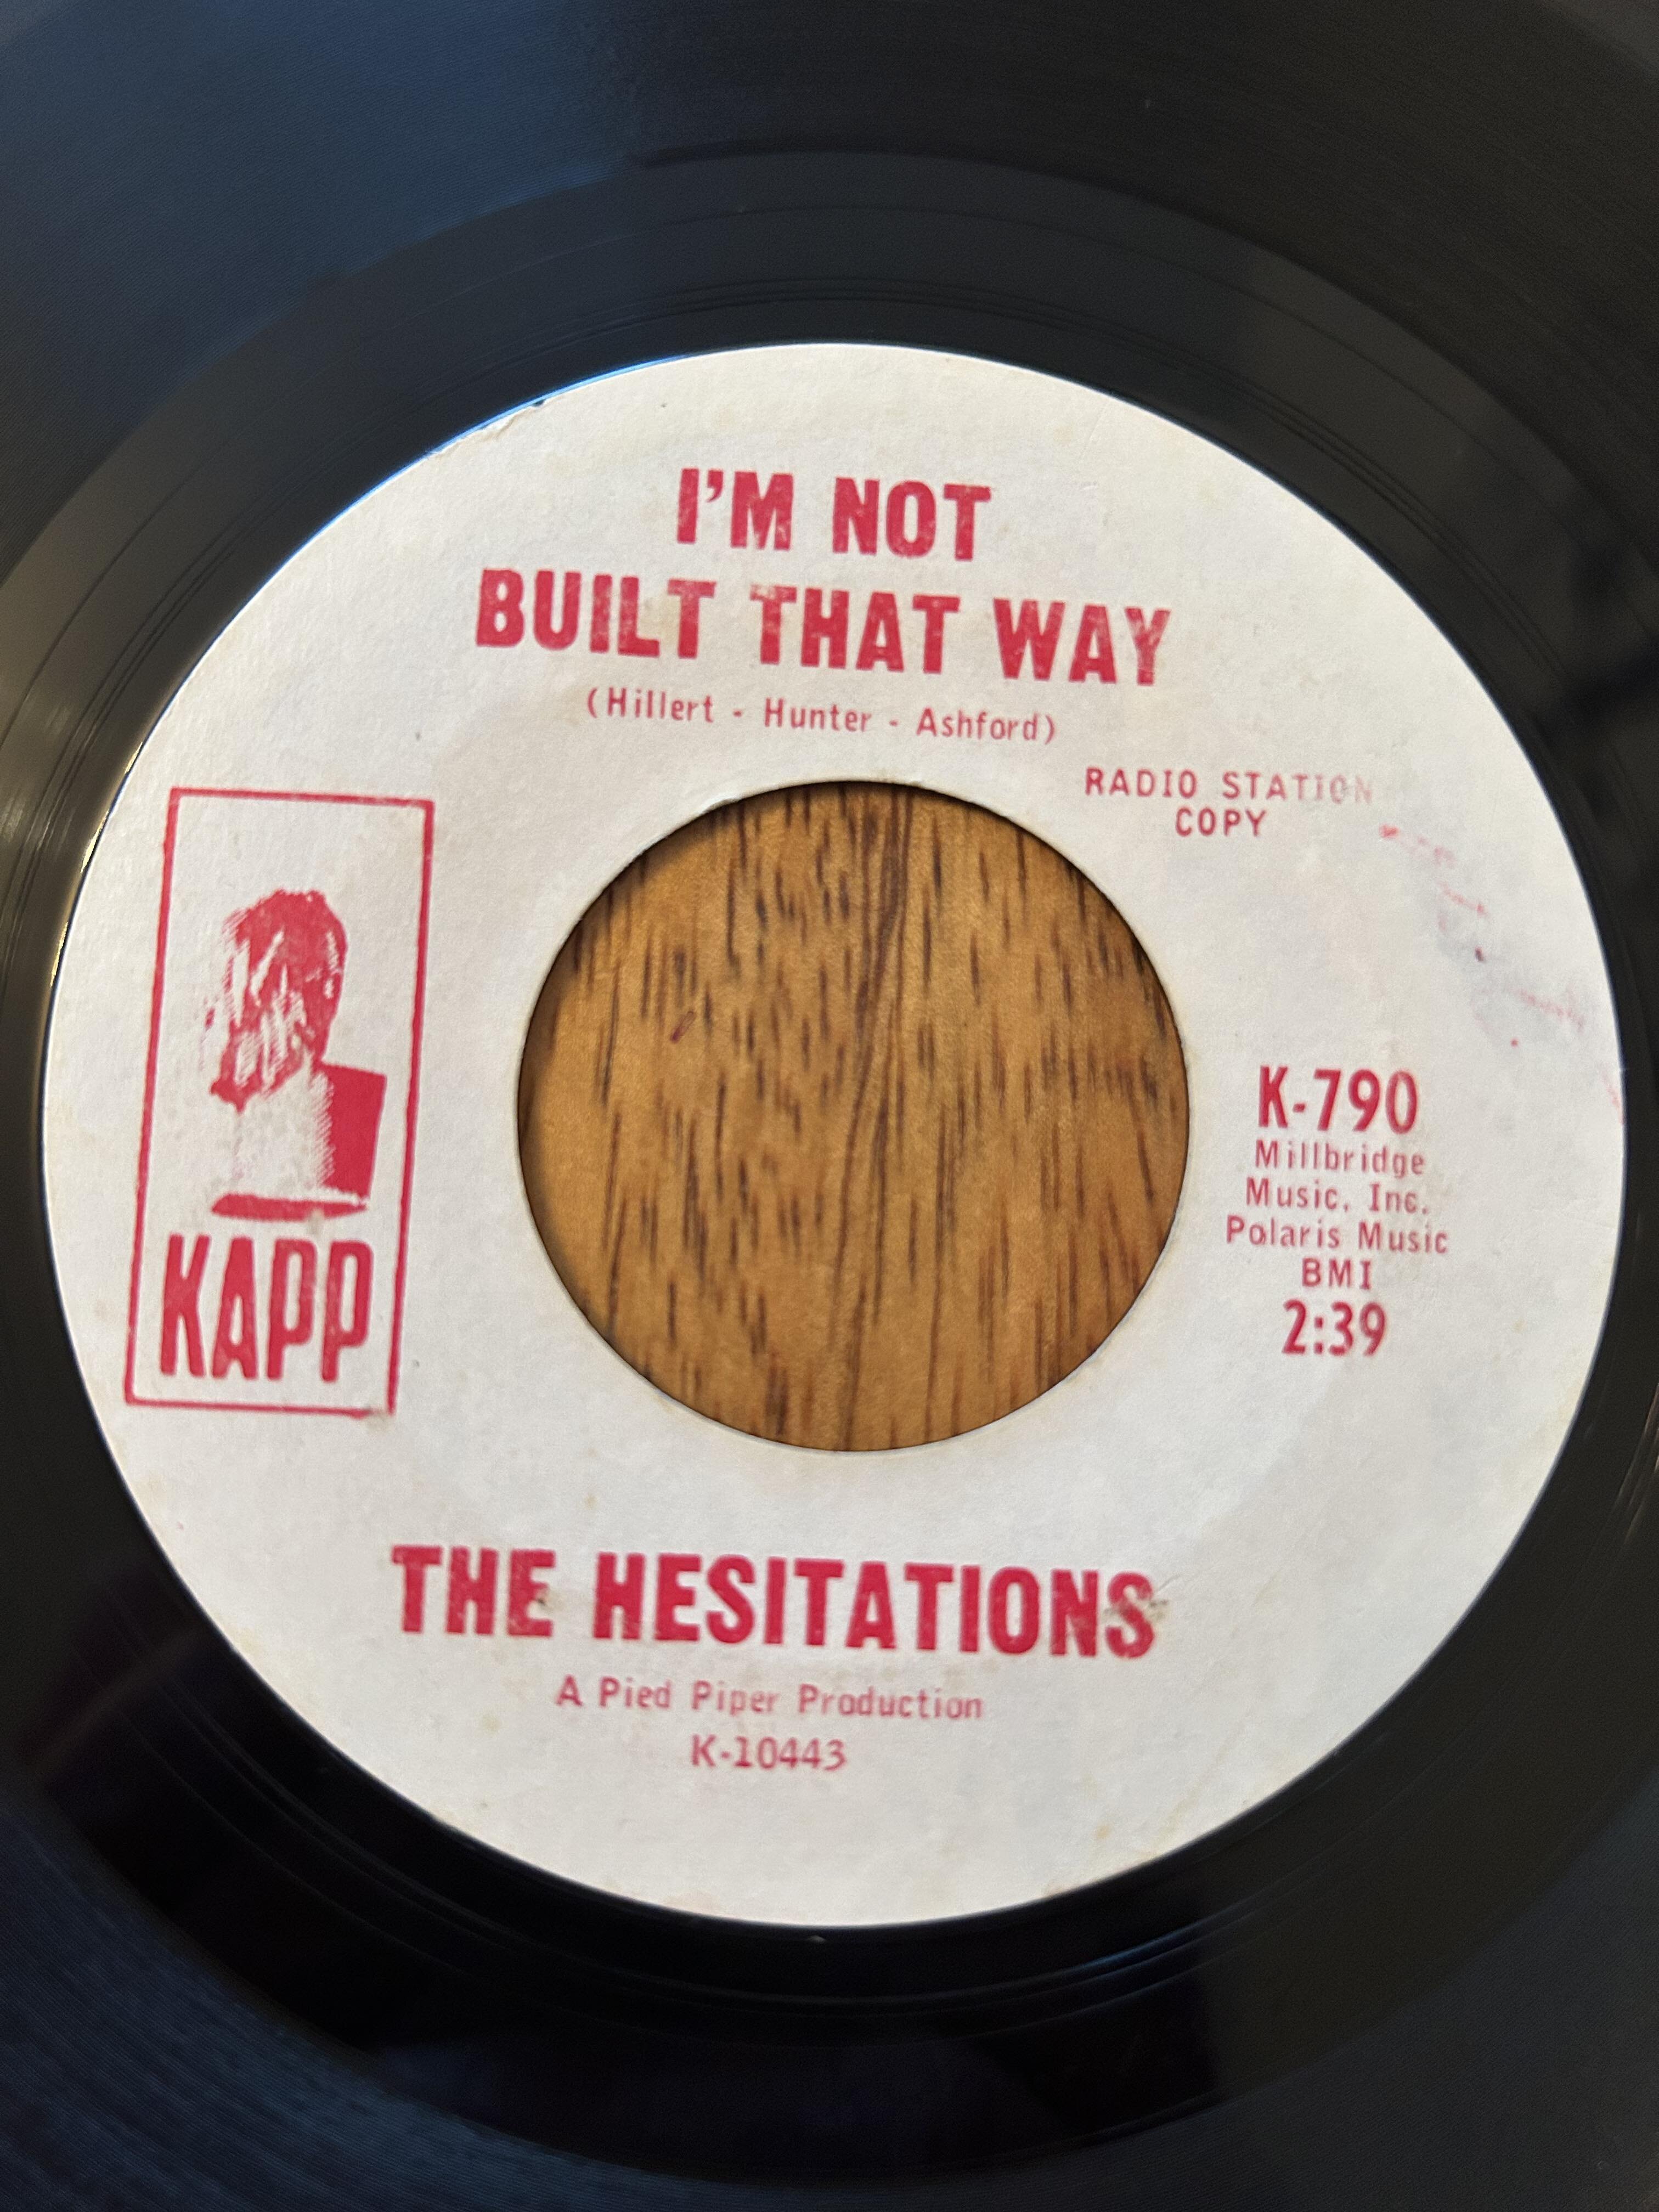 I'M NOT
BUILT THAT WAY
(Hillert - Hunter - Ashford)
RADIO STATION
COPY
KAPP
K-790
Millbridge
Music, Inc.
Polaris Music
BMI
2:39
THE HESITATIONS
A Pied Piper Production
K-10443